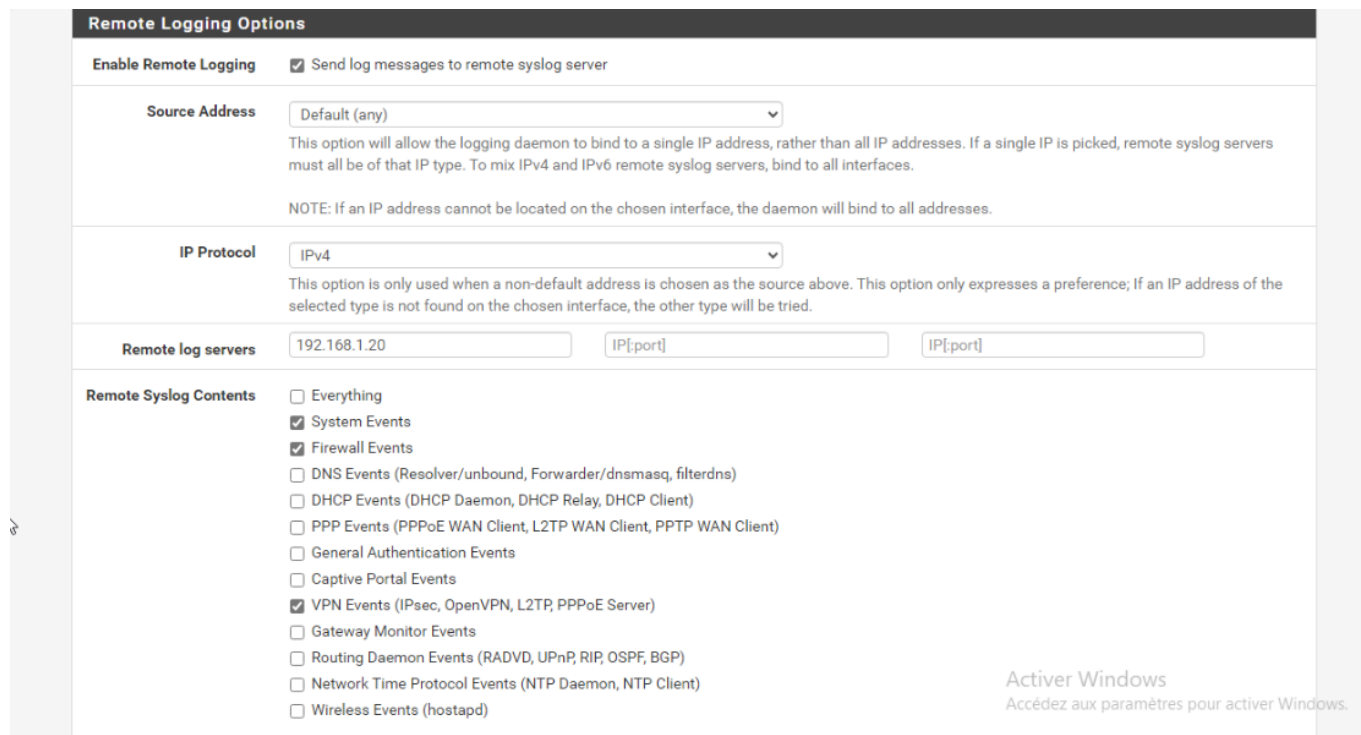 Remote Logging Options
Enable Remote Logging Send log messages to remote syslog server
Source Address Default (any)
This option will allow the logging daemon to bind to a single IP address, rather than all IP addresses. If a single IP is picked, remote syslog servers
must all be of that IP type. To mix IPv4 and IPv6 remote syslog servers, bind to all interfaces.
NOTE: If an IP address cannot be located on the chosen interface, the daemon will bind to all addresses.
IP Protocol IPv4
This option is only used when a non-default address is chosen as the source above. This option only expresses a preference; If an IP address of the
selected type is not found on the chosen interface, the other type will be tried.
Remote log servers 192.168.1.20 IP[:port] IP[:port]
Remote Syslog Contents Everything
System Events
Firewall Events
DNS Events (Resolver/unbound, Forwarder/dnsmasq, filterdns)
DHCP Events (DHCP Daemon, DHCP Relay, DHCP Client)
PPP Events (PPPoE WAN Client, L2TP WAN Client, PPTP WAN Client)
General Authentication Events
Captive Portal Events
VPN Events (IPsec, OpenVPN, L2TP, PPPoE Server)
Gateway Monitor Events
Routing Daemon Events (RADVD, UPnP, RIP, OSPF, BGP)
Network Time Protocol Events (NTP Daemon, NTP Client)
Wireless Events (hostapd)
Activer Windows
Accédez aux paramètres pour activer Windows.